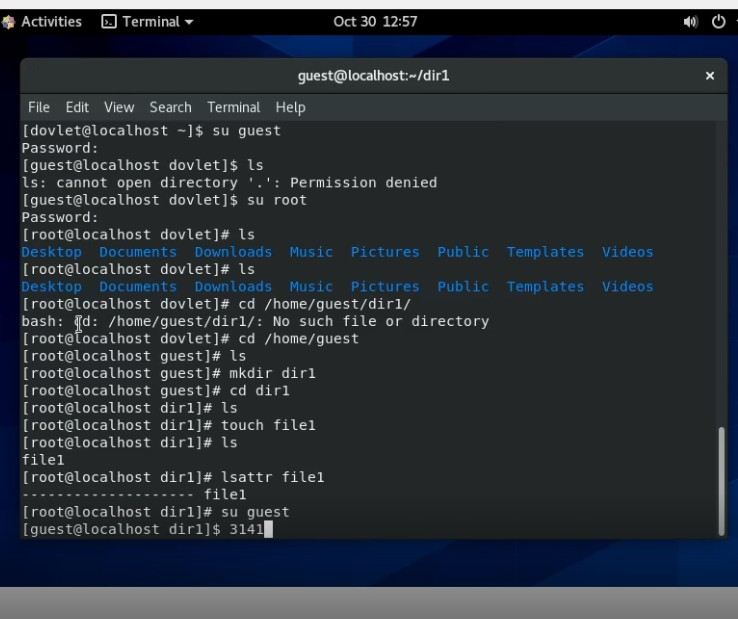 Activities Terminal Oct 30 12:57
guest@localhost:~/dir1 ×
File Edit View Search Terminal Help
[dovlet@localhost ~]$ su guest
Password:
[guest@localhost dovlet]$ ls
ls: cannot open directory '.': Permission denied
[guest@localhost dovlet]$ su root
Password:
[root@localhost dovlet]# ls
Desktop Documents Downloads Music Pictures Public Templates Videos
[root@localhost dovlet]# ls
Desktop Documents Downloads Music Pictures Public Templates Videos
[root@localhost dovlet]# cd /home/guest/dir1/
bash: cd: /home/guest/dir1/: No such file or directory
[root@localhost dovlet]# cd /home/guest
[root@localhost guest]# ls
[root@localhost guest]# mkdir dir1
[root@localhost guest]# cd dir1
[root@localhost dir1]# ls
[root@localhost dir1]# touch file1
[root@localhost dir1]# ls
file1
[root@localhost dir1]# lsattr file1
-------------------- file1
[root@localhost dir1]# su guest
[guest@localhost dir1]$ 3141